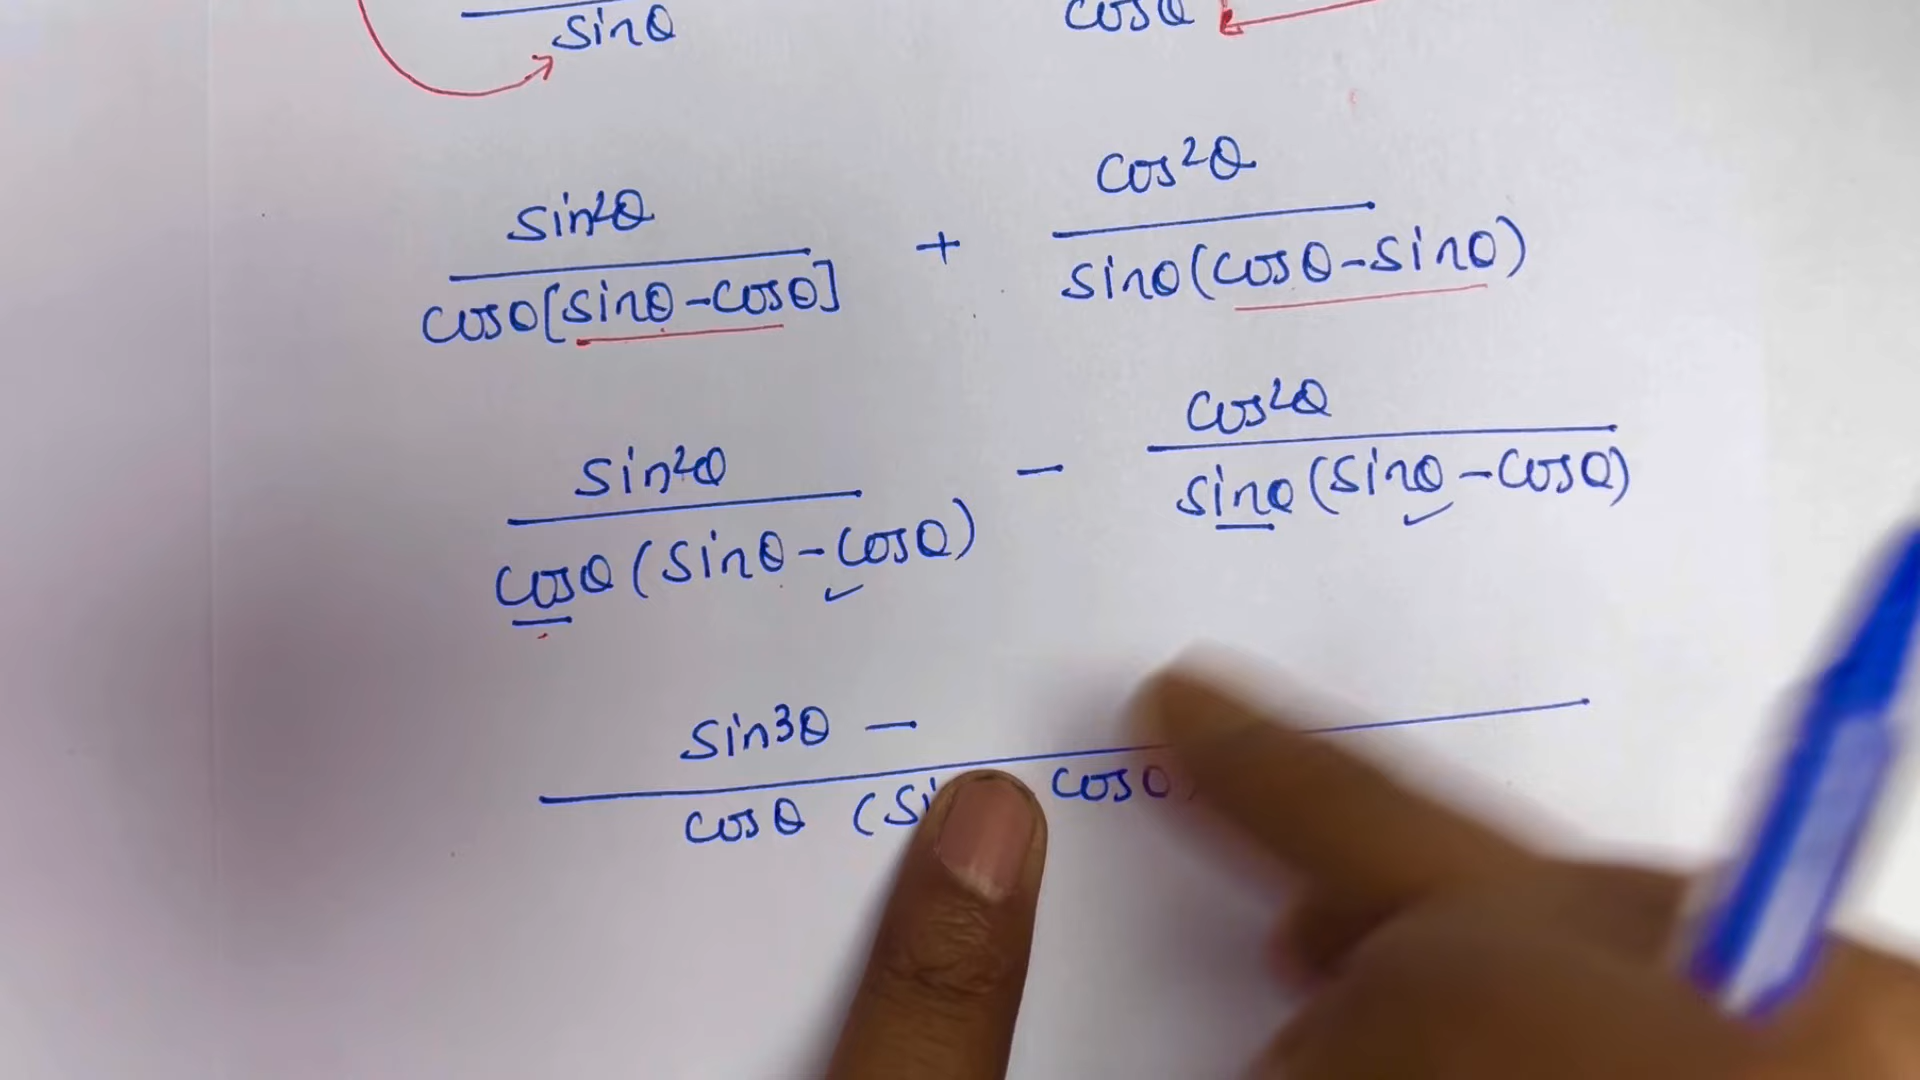 sinθ cosθ
sin²θ + cos²θ
cosθ[sinθ-cosθ] sinθ(cosθ-sinθ)
sin²θ - cos²θ
cosθ(sinθ-cosθ) sinθ(sinθ-cosθ)
sin3θ -
cosθ (si cosθ